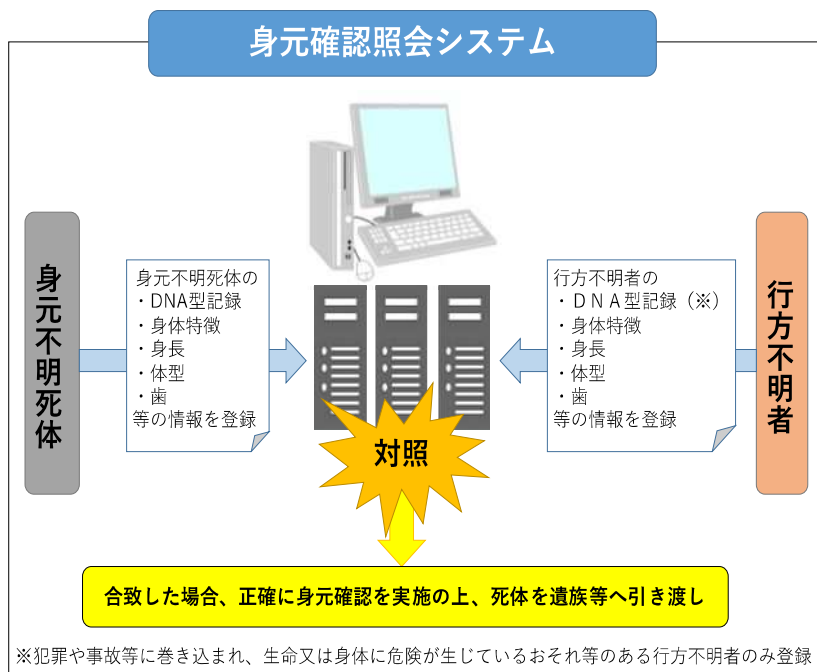 身元確認照会システム
身元不明死体
身元不明死体の
・DNA型記録
・身体特徴
・身長
・体型
・歯
等の情報を登録
行方不明者の
・ＤＮＡ型記録（※）
・身体特徴
・身長
・体型
・歯
等の情報を登録
行方不明者
対照
合致した場合、正確に身元確認を実施の上、死体を遺族等へ引き渡し
※犯罪や事故等に巻き込まれ、生命又は身体に危険が生じているおそれ等のある行方不明者のみ登録